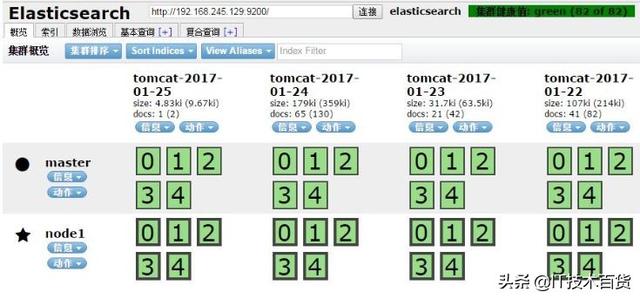 Elasticsearch http://192.168.245.129:9200/ 连接 elasticsearch 集群健康值: green (82 of 82)
概览 索引 数据浏览 基本查询 [+] 复合查询 [+]
集群概览 集群排序 Sort Indices View Aliases Index Filter
tomcat-2017-01-25 tomcat-2017-01-24 tomcat-2017-01-23 tomcat-2017-01-22
size: 4.83ki (9.67ki) size: 179ki (359ki) size: 31.7ki (63.5ki) size: 107ki (214ki)
docs: 1 (2) docs: 65 (130) docs: 21 (42) docs: 41 (82)
信息 动作 信息 动作 信息 动作 信息 动作
master 0 1 2 0 1 2 0 1 2 0 1 2
信息
动作 3 4 3 4 3 4 3 4
node1 0 1 2 0 1 2 0 1 2 0 1 2
信息
动作 3 4 3 4 3 4 3 4
头条 @IT技术百货